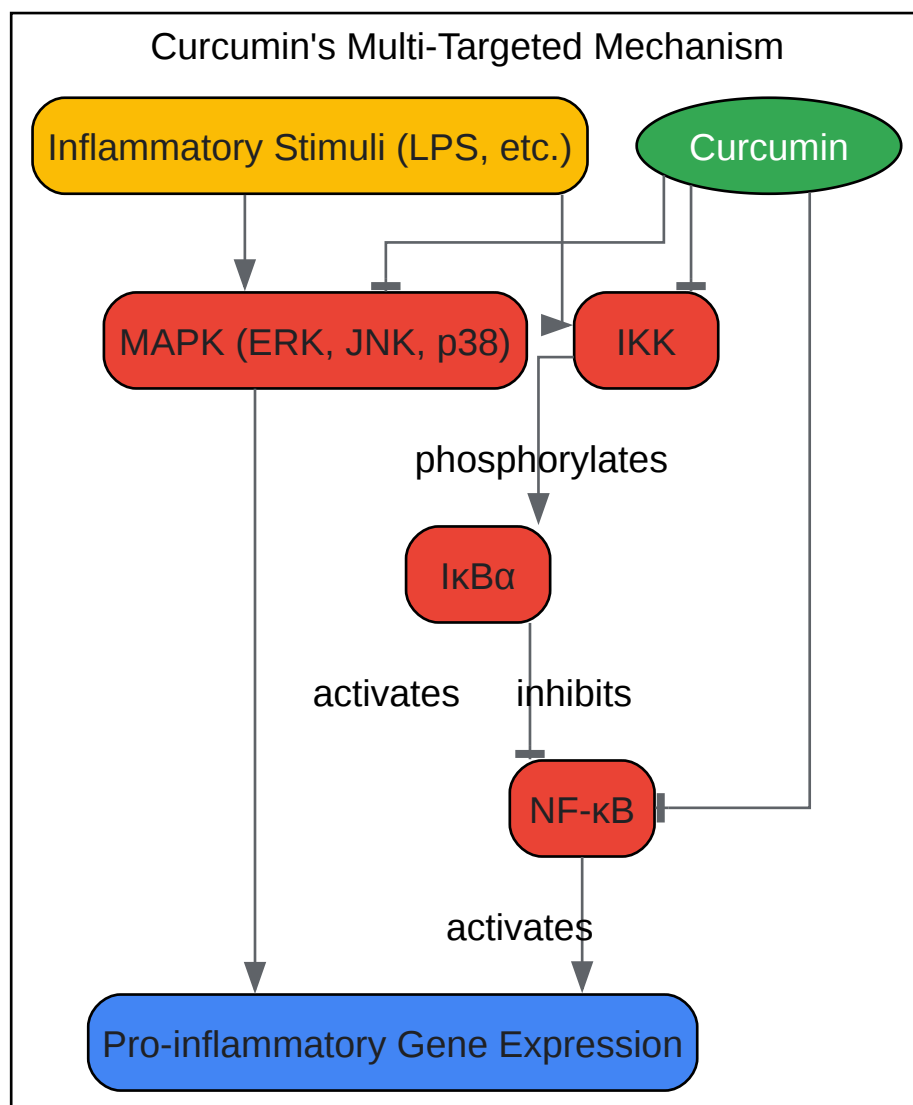 Curcumin's Multi-Targeted Mechanism
Inflammatory Stimuli (LPS, etc.)
Curcumin
MAPK (ERK, JNK, p38)
IKK
phosphorylates
IκBα
activates
inhibits
NF-κB
activates
Pro-inflammatory Gene Expression